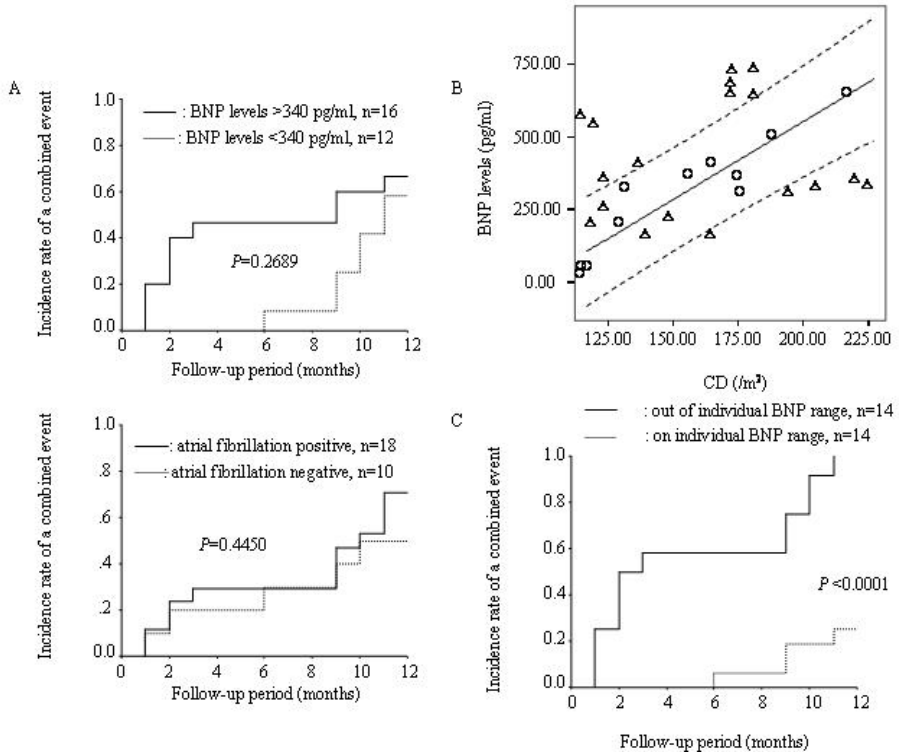 A
1.0
0.8
0.6
0.4
0.2
0.0
Incidence rate of a combined event
: BNP levels >340 pg/ml, n=16
: BNP levels <340 pg/ml, n=12
P=0.2689
0 2 4 6 8 10 12
Follow-up period (months)
1.0
.8
.6
.4
.2
0.0
Incidence rate of a combined event
: atrial fibrillation positive, n=18
: atrial fibrillation negative, n=10
P=0.4450
0 2 4 6 8 10 12
Follow-up period (months)
B
750.00
500.00
250.00
0.00
BNP levels (pg/ml)
125.00 150.00 175.00 200.00 225.00
CD (/m²)
C
: out of individual BNP range, n=14
: on individual BNP range, n=14
1.0
0.8
0.6
0.4
0.2
0.0
Incidence rate of a combined event
P <0.0001
0 2 4 6 8 10 12
Follow-up period (months)